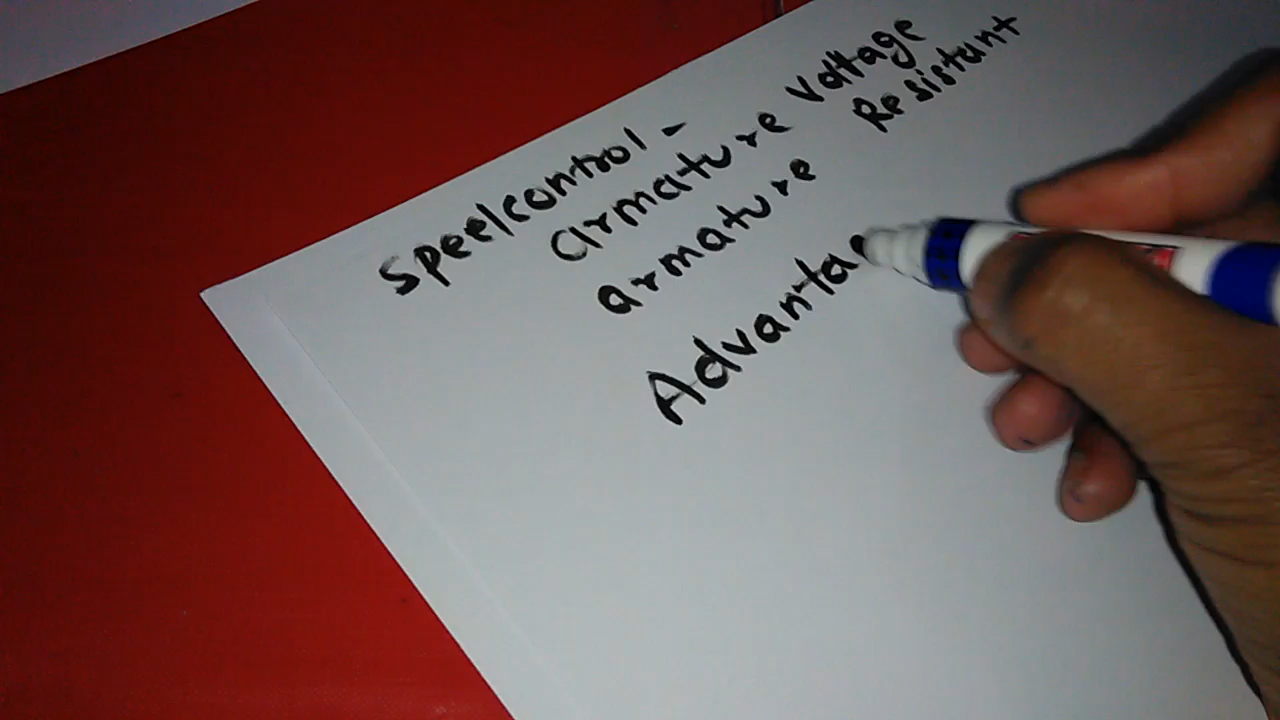 Speelcontrol -
armature Voltage
armature Resistant
Advanta